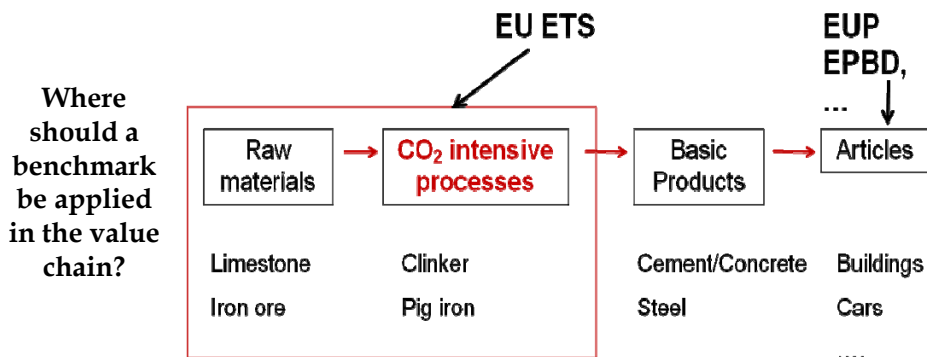 EU ETS
EUP
EPBD,
...
Where
should a
benchmark
be applied
in the value
chain?
Raw
materials
CO₂ intensive
processes
Basic
Products
Articles
Limestone
Clinker
Cement/Concrete
Buildings
Iron ore
Pig iron
Steel
Cars
....